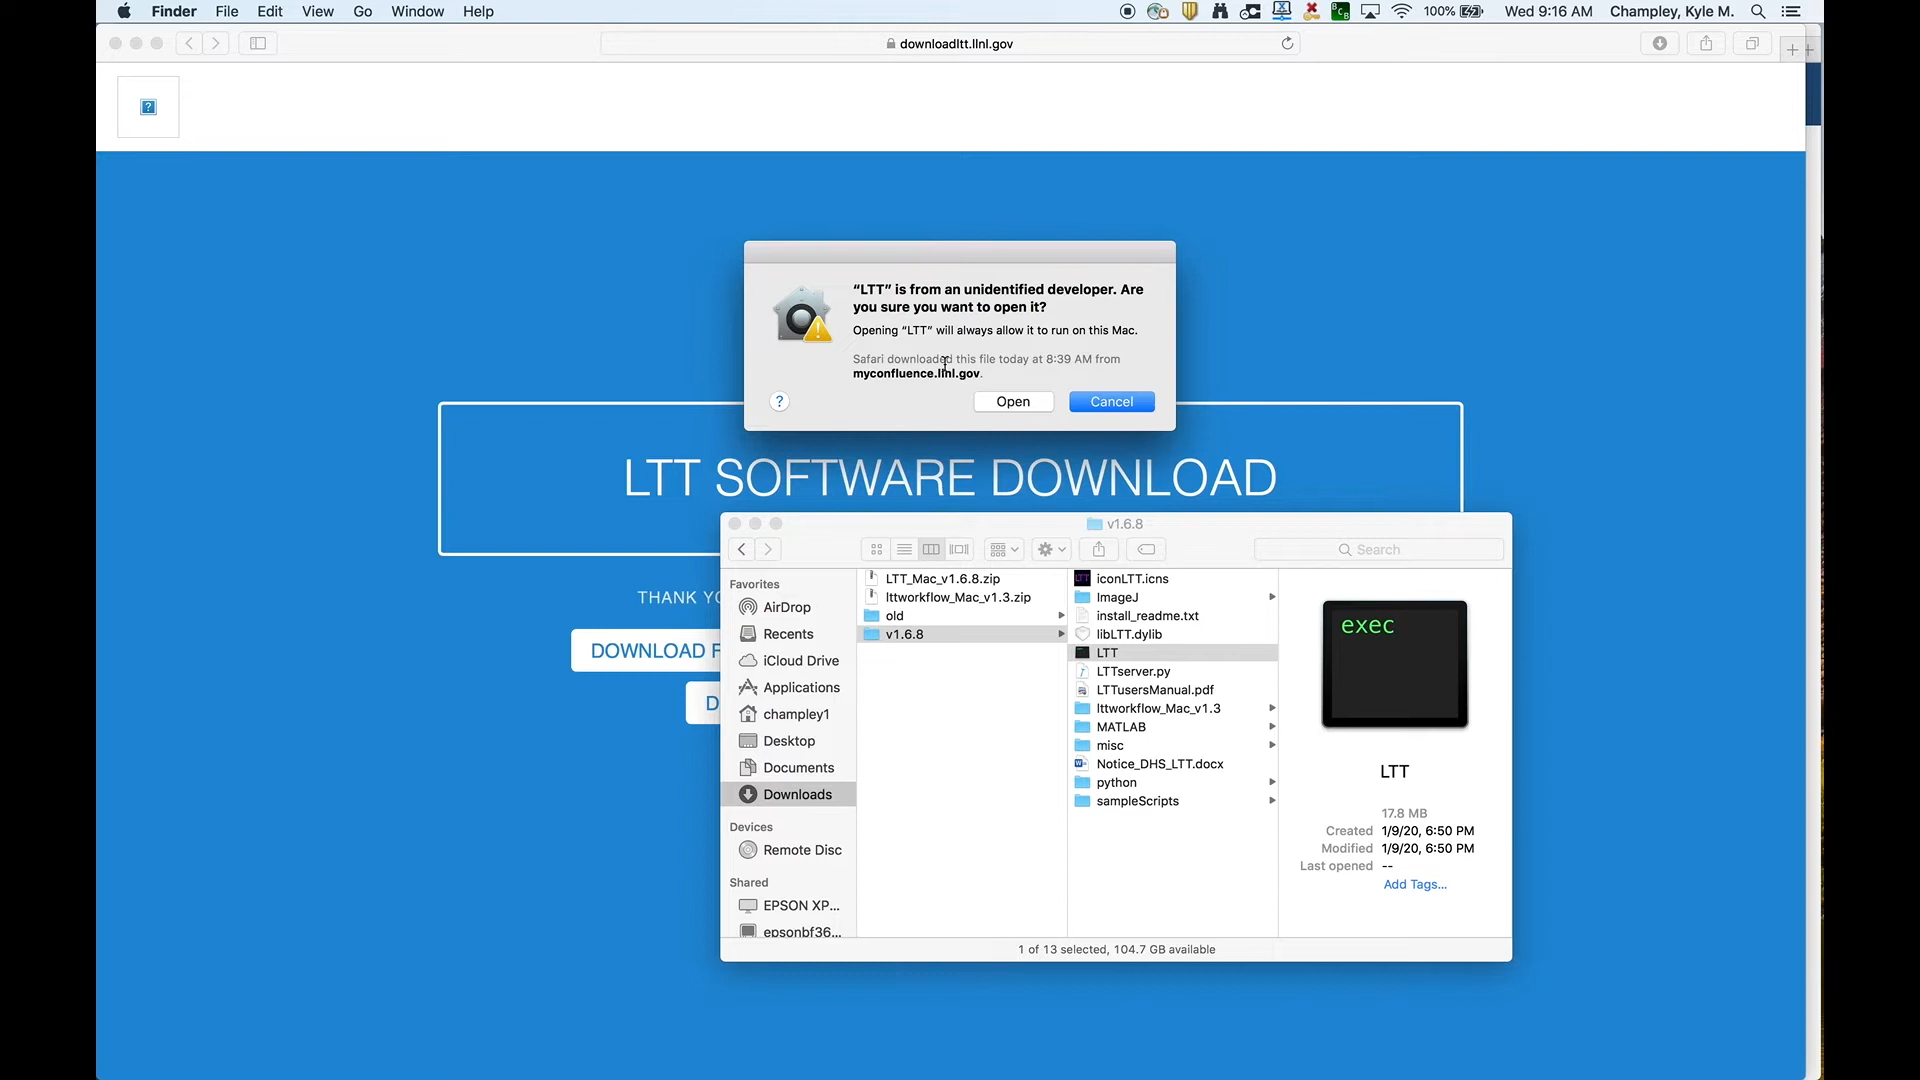 Finder File Edit View Go Window Help 100% Wed 9:16 AM Champley, Kyle M.
downloadltt.llnl.gov
“LTT” is from an unidentified developer. Are
you sure you want to open it?
Opening “LTT” will always allow it to run on this Mac.
Safari downloaded this file today at 8:39 AM from
myconfluence.llnl.gov.
? Open Cancel
LTT SOFTWARE DOWNLOAD
THANK YO
DOWNLOAD F
D
v1.6.8
Search
Favorites
AirDrop
Recents
iCloud Drive
Applications
champley1
Desktop
Documents
Downloads
Devices
Remote Disc
Shared
EPSON XP...
epsonbf36...
LTT_Mac_v1.6.8.zip
lttworkflow_Mac_v1.3.zip
old
v1.6.8
iconLTT.icns
ImageJ
install_readme.txt
libLTT.dylib
LTT
LTTserver.py
LTTusersManual.pdf
lttworkflow_Mac_v1.3
MATLAB
misc
Notice_DHS_LTT.docx
python
sampleScripts
exec
LTT
17.8 MB
Created 1/9/20, 6:50 PM
Modified 1/9/20, 6:50 PM
Last opened --
Add Tags...
1 of 13 selected, 104.7 GB available